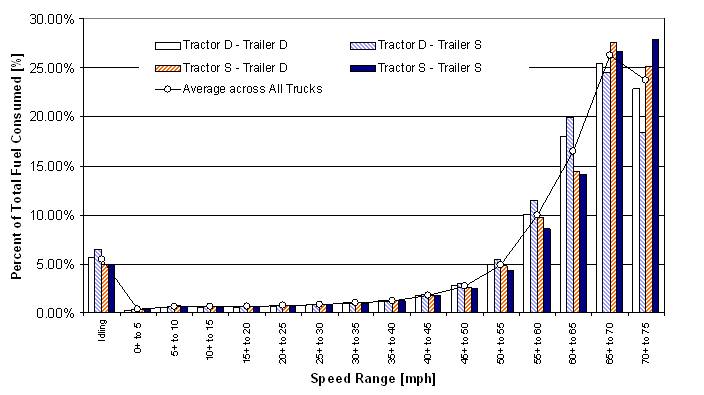 30.00%
25.00%
20.00%
15.00%
10.00%
5.00%
0.00%
Percent of Total Fuel Consumed [%]
Tractor D - Trailer D
Tractor D - Trailer S
Tractor S - Trailer D
Tractor S - Trailer S
Average across All Trucks
Idling
0+ to 5
5+ to 10
10+ to 15
15+ to 20
20+ to 25
25+ to 30
30+ to 35
35+ to 40
40+ to 45
45+ to 50
50+ to 55
55+ to 60
60+ to 65
65+ to 70
70+ to 75
Speed Range [mph]